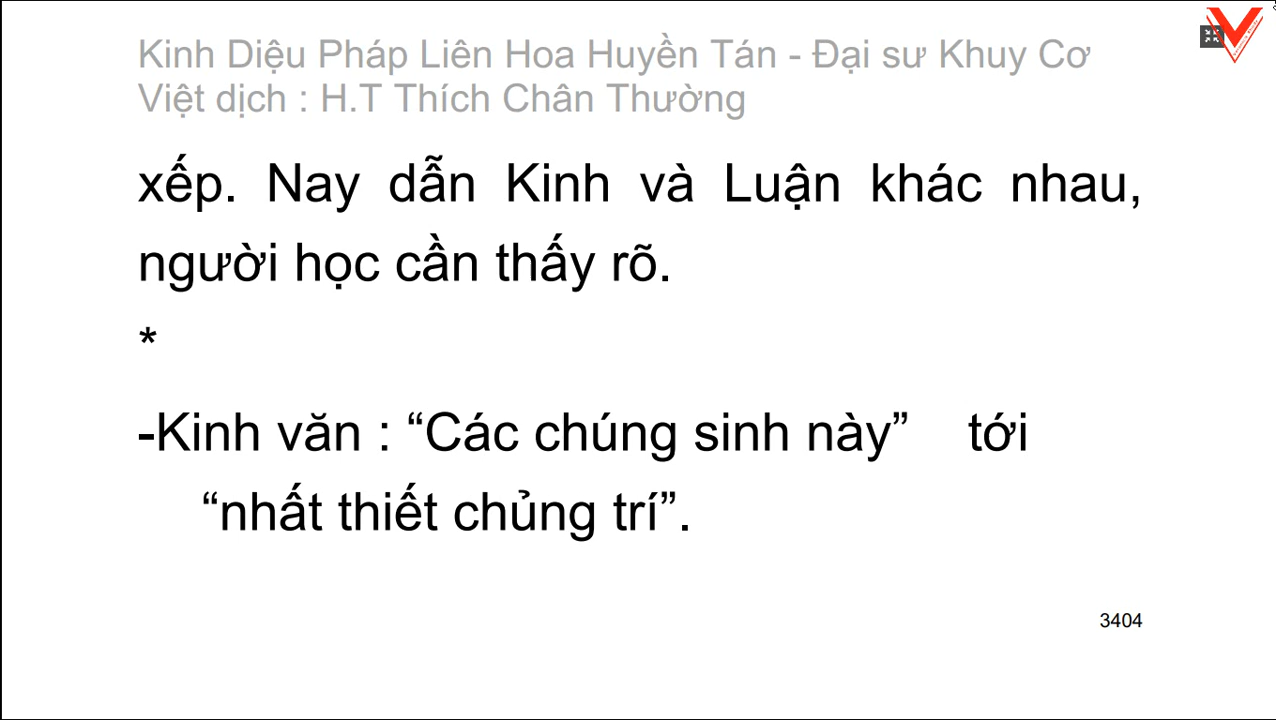 Kinh Diệu Pháp Liên Hoa Huyền Tán - Đại sư Khuy Cơ
Việt dịch : H.T Thích Chân Thường
xếp. Nay dẫn Kinh và Luận khác nhau,
người học cần thấy rõ.
*
-Kinh văn : “Các chúng sinh này” tới
“nhất thiết chủng trí”.
3404